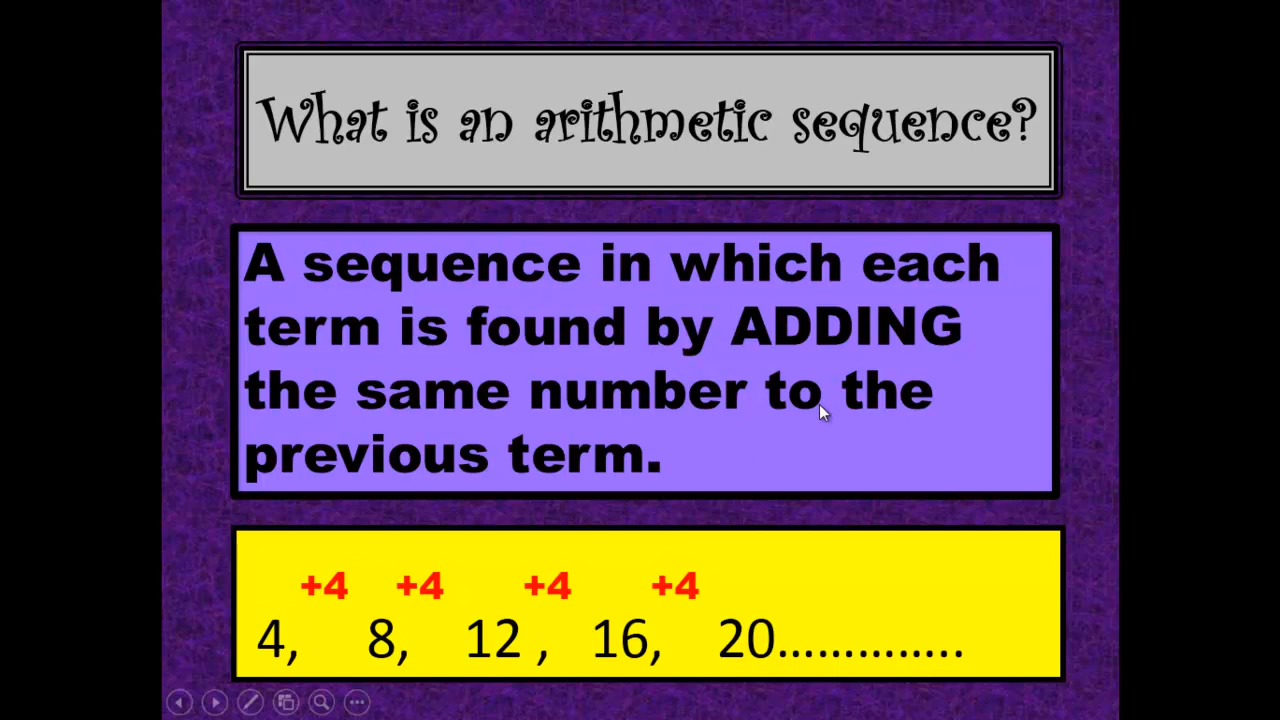 What is an arithmetic sequence?
A sequence in which each
term is found by ADDING
the same number to the
previous term.
+4 +4 +4 +4
4, 8, 12 , 16, 20…………..